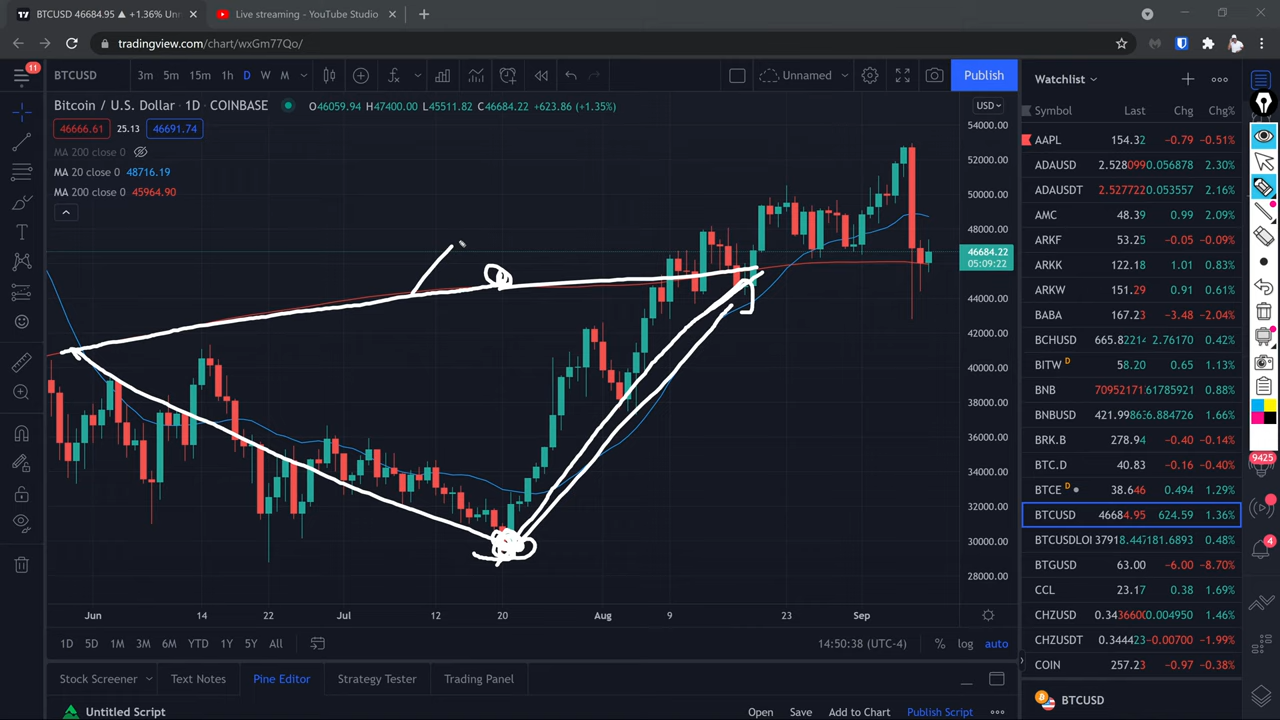 BTCUSD 46684.95 ▲ +1.36% Unn
Live streaming - YouTube Studio
tradingview.com/chart/wxGm77Qo/
11
BTCUSD 3m 5m 15m 1h D W M Unnamed Publish
Bitcoin / U.S. Dollar · 1D · COINBASE O46059.94 H47400.00 L45511.82 C46684.22 +623.86 (+1.35%)
46666.61 25.13 46691.74
MA 200 close 0
MA 20 close 0 48716.19
MA 200 close 0 45964.90
USD
54000.00
52000.00
50000.00
48000.00
46684.22
05:09:22
44000.00
42000.00
40000.00
38000.00
36000.00
34000.00
32000.00
30000.00
28000.00
Jun 14 22 Jul 12 20 Aug 9 23 Sep
1D 5D 1M 3M 6M YTD 1Y 5Y All 14:50:38 (UTC-4) % log auto
Stock Screener Text Notes Pine Editor Strategy Tester Trading Panel
Untitled Script Open Save Add to Chart Publish Script
Watchlist
Symbol Last Chg Chg%
AAPL 154.32 -0.79 -0.51%
ADAUSD 2.528099 0.056878 2.30%
ADAUSDT 2.527722 0.053557 2.16%
AMC 48.39 0.99 2.09%
ARKF 53.25 -0.05 -0.09%
ARKK 122.18 1.01 0.83%
ARKW 151.29 0.91 0.61%
BABA 167.23 -3.48 -2.04%
BCHUSD 665.82 2.76170 0.42%
BITW D 58.20 0.65 1.13%
BNB 0.88%
BNBUSD 6.884726 1.66%
BRK.B 278.94 -0.40 -0.14%
BTC.D 40.83 -0.16 -0.40%
BTCE D 38.646 0.494 1.29%
BTCUSD 46684.95 624.59 1.36%
BTCUSDLO 0.48%
BTGUSD 63.00 -6.00 -8.70%
CCL 23.17 0.38 1.69%
CHZUSD 0.343660 0.004950 1.46%
CHZUSDT 0.34442 -0.00700 -1.99%
COIN 257.23 -0.97 -0.38%
BTCUSD
9425
4